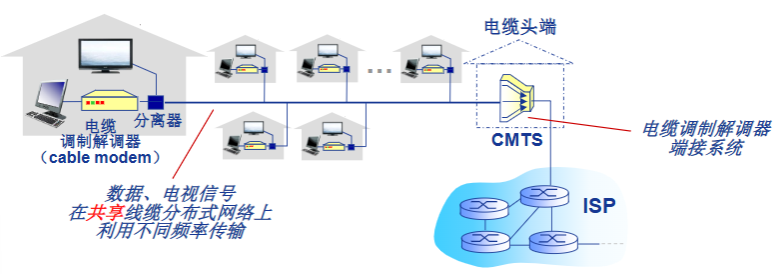 电缆头端
分离器
电缆
调制解调器
（cable modem）
CMTS
电缆调制解调器
端接系统
数据、电视信号
在共享线缆分布式网络上
利用不同频率传输
ISP